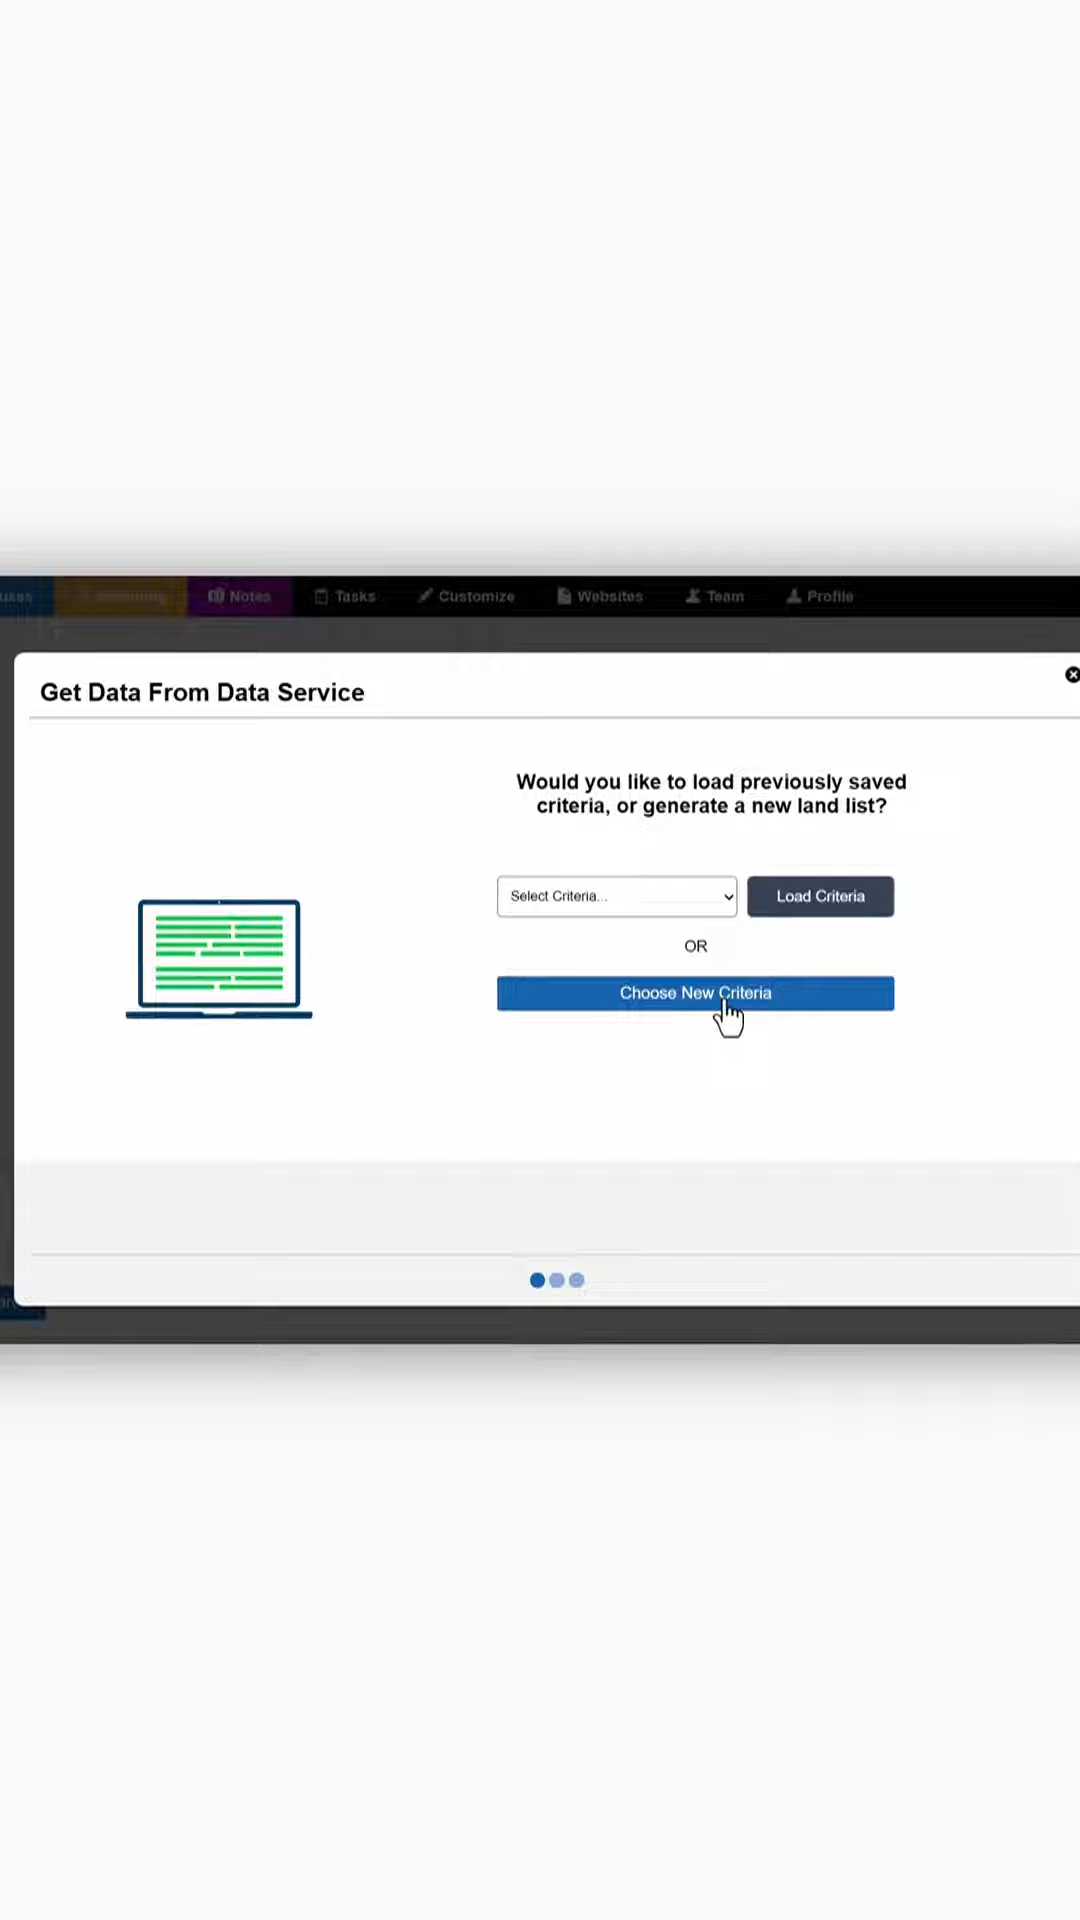 Notes Tasks Customize Websites Team Profile
Get Data From Data Service
Would you like to load previously saved
criteria, or generate a new land list?
Select Criteria... Load Criteria
OR
Choose New Criteria